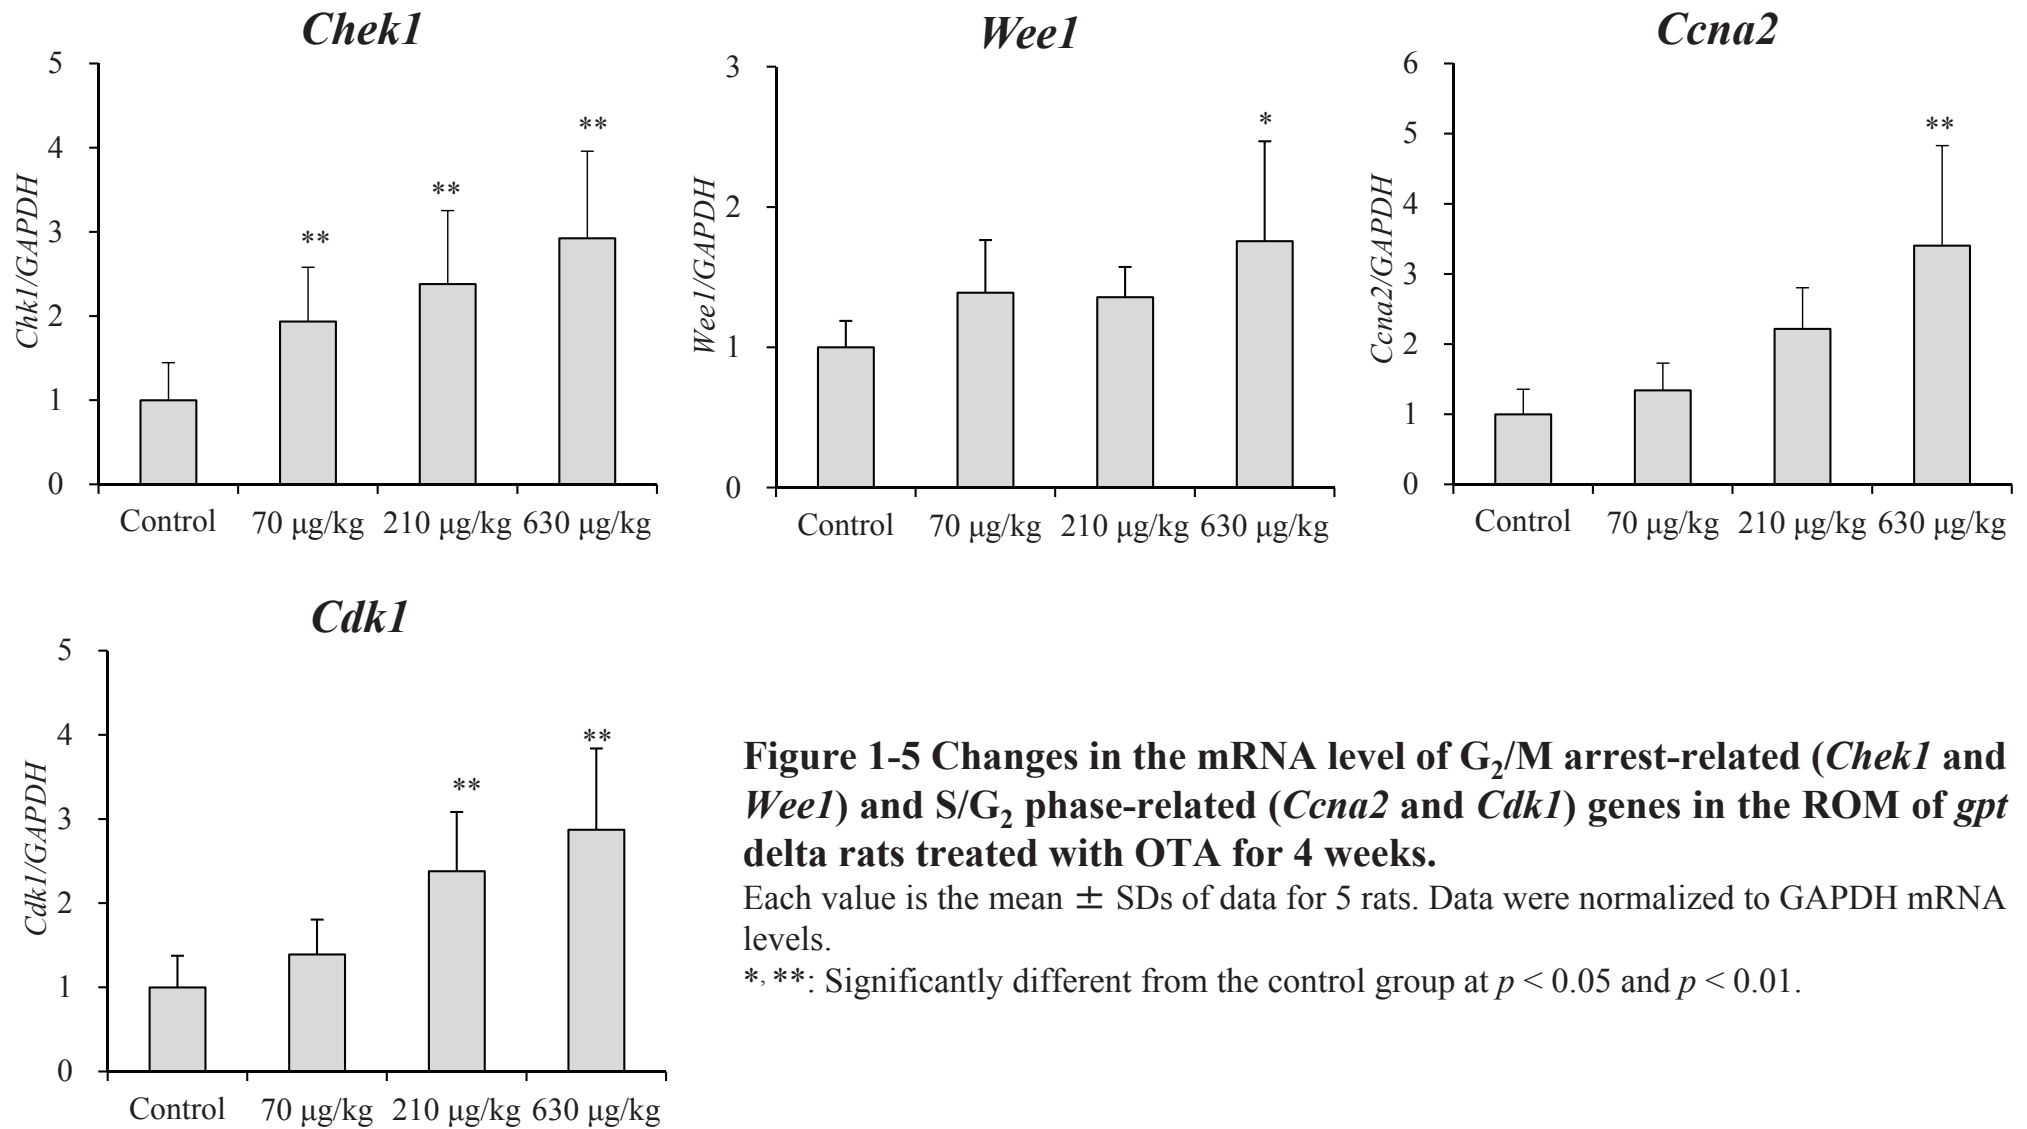 Chek1
5
4
3
2
1
0
Chk1/GAPDH
**
**
**
Control 70 μg/kg 210 μg/kg 630 μg/kg
Wee1
3
2
1
0
Wee1/GAPDH
*
Control 70 μg/kg 210 μg/kg 630 μg/kg
Ccna2
6
5
4
3
2
1
0
Ccna2/GAPDH
**
Control 70 μg/kg 210 μg/kg 630 μg/kg
Cdk1
5
4
3
2
1
0
Cdk1/GAPDH
**
**
Control 70 μg/kg 210 μg/kg 630 μg/kg
Figure 1-5 Changes in the mRNA level of G₂/M arrest-related (Chek1 and
Wee1) and S/G₂ phase-related (Ccna2 and Cdk1) genes in the ROM of gpt
delta rats treated with OTA for 4 weeks.
Each value is the mean ± SDs of data for 5 rats. Data were normalized to GAPDH mRNA
levels.
*, **: Significantly different from the control group at p < 0.05 and p < 0.01.